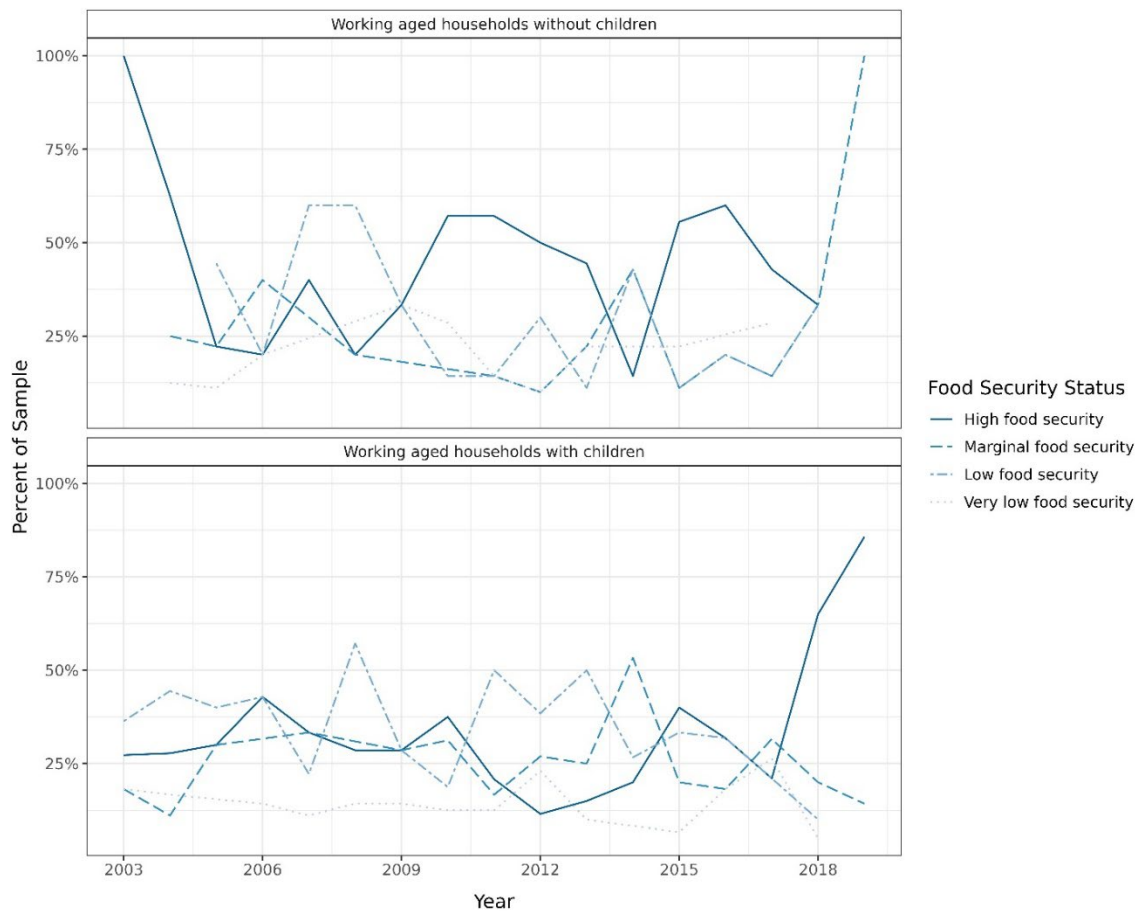 Working aged households without children
100%
75%
50%
25%
Working aged households with children
100%
75%
50%
25%
2003 2006 2009 2012 2015 2018
Year
Percent of Sample
Food Security Status
High food security
Marginal food security
Low food security
Very low food security